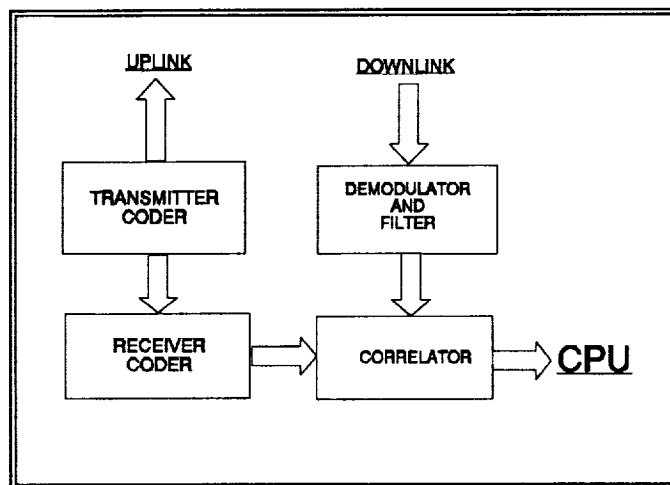 UPLINK
DOWNLINK
TRANSMITTER
CODER
DEMODULATOR
AND
FILTER
RECEIVER
CODER
CORRELATOR
CPU